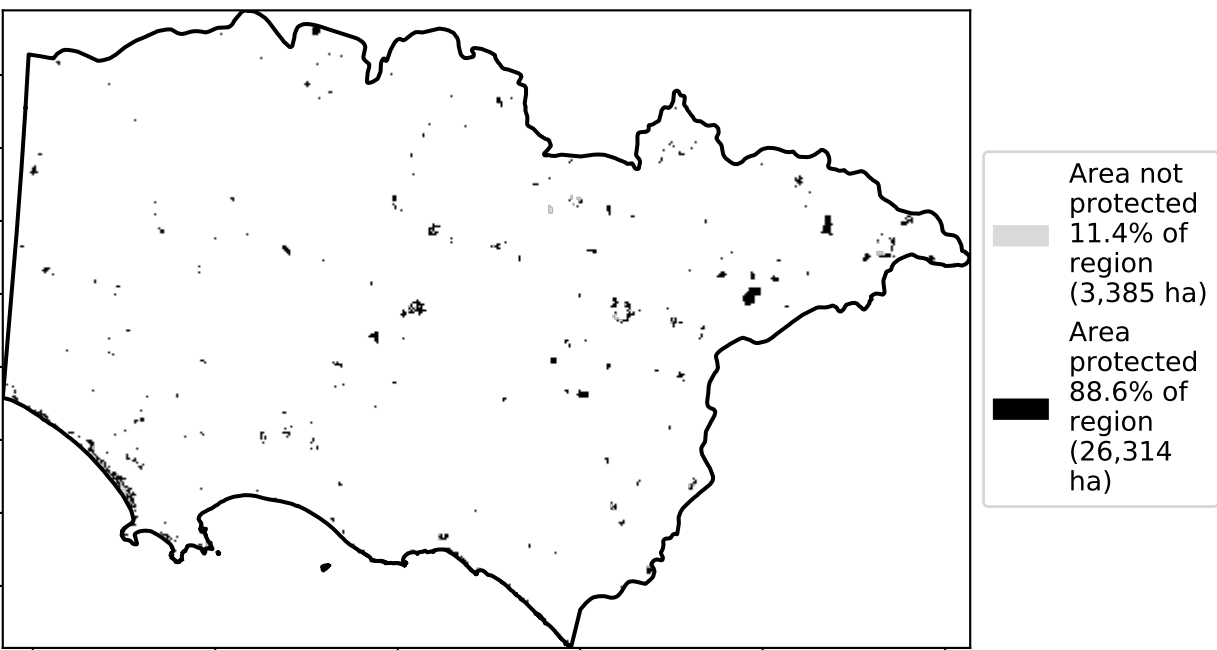 Area not
protected
11.4% of
region
(3,385 ha)
Area
protected
88.6% of
region
(26,314
ha)